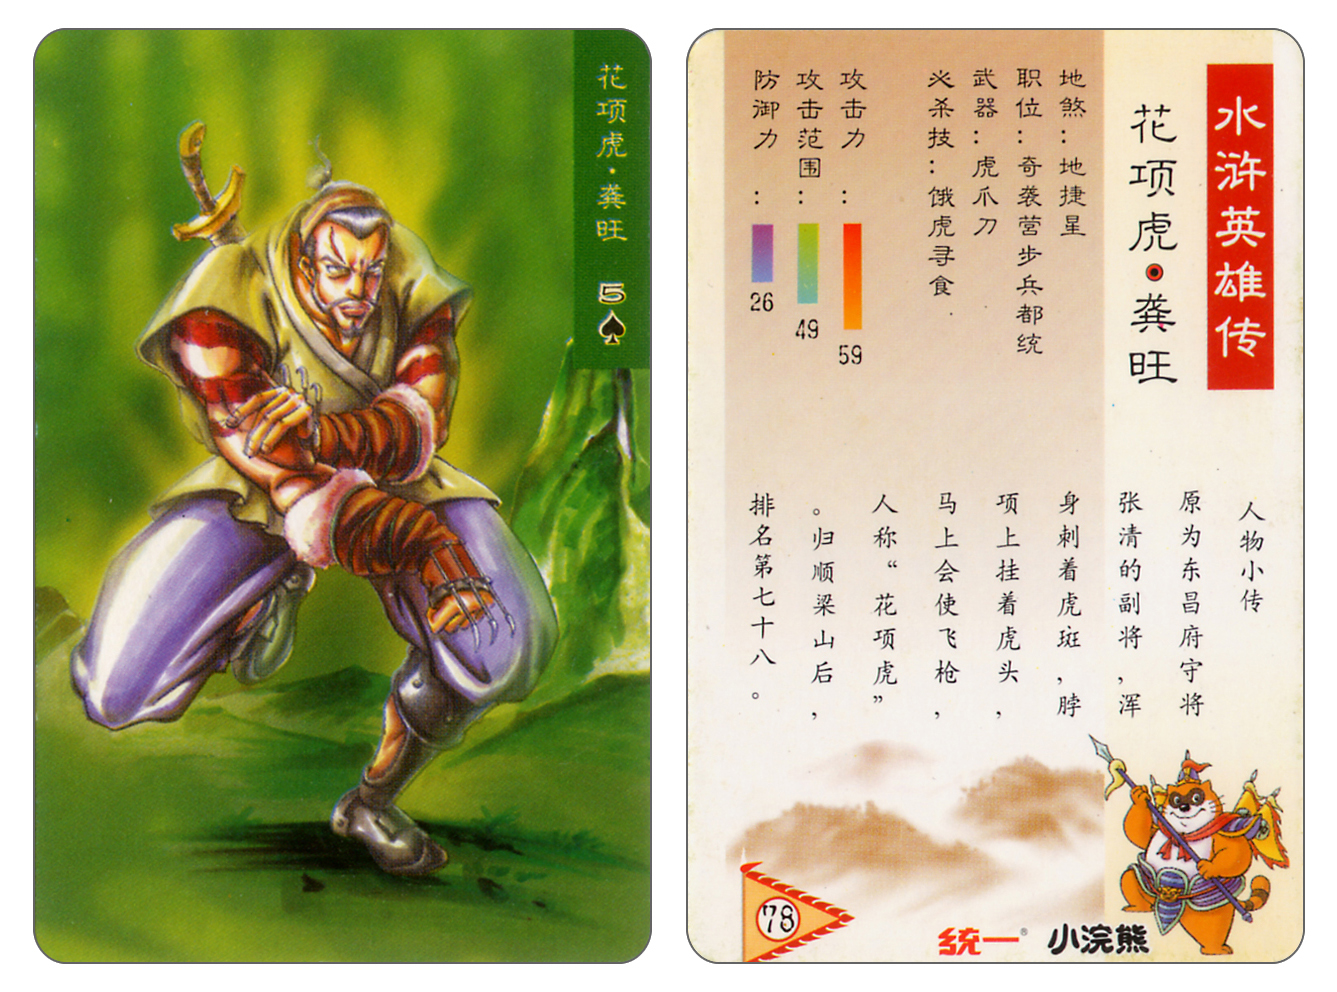 花项虎·龚旺
5
水浒英雄传
花项虎·龚旺
地煞:地捷星
职位:奇袭营步兵都统
武器:虎爪刀
必杀技:饿虎寻食
攻击力:
59
攻击范围:
49
防御力:
26
人物小传
原为东昌府守将
张清的副将,浑
身刺着虎斑,脖
项上挂着虎头,
马上会使飞枪,
人称“花项虎”
。归顺梁山后,
排名第七十八。
78
统一® 小浣熊